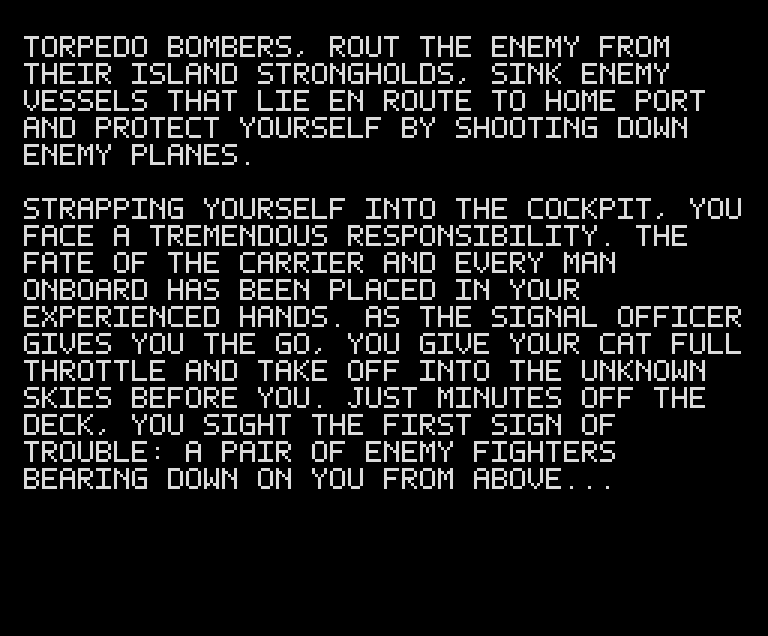 TORPEDO BOMBERS, ROUT THE ENEMY FROM
THEIR ISLAND STRONGHOLDS, SINK ENEMY
VESSELS THAT LIE EN ROUTE TO HOME PORT
AND PROTECT YOURSELF BY SHOOTING DOWN
ENEMY PLANES.
STRAPPING YOURSELF INTO THE COCKPIT, YOU
FACE A TREMENDOUS RESPONSIBILITY. THE
FATE OF THE CARRIER AND EVERY MAN
ONBOARD HAS BEEN PLACED IN YOUR
EXPERIENCED HANDS. AS THE SIGNAL OFFICER
GIVES YOU THE GO, YOU GIVE YOUR CAT FULL
THROTTLE AND TAKE OFF INTO THE UNKNOWN
SKIES BEFORE YOU. JUST MINUTES OFF THE
DECK, YOU SIGHT THE FIRST SIGN OF
TROUBLE: A PAIR OF ENEMY FIGHTERS
BEARING DOWN ON YOU FROM ABOVE...